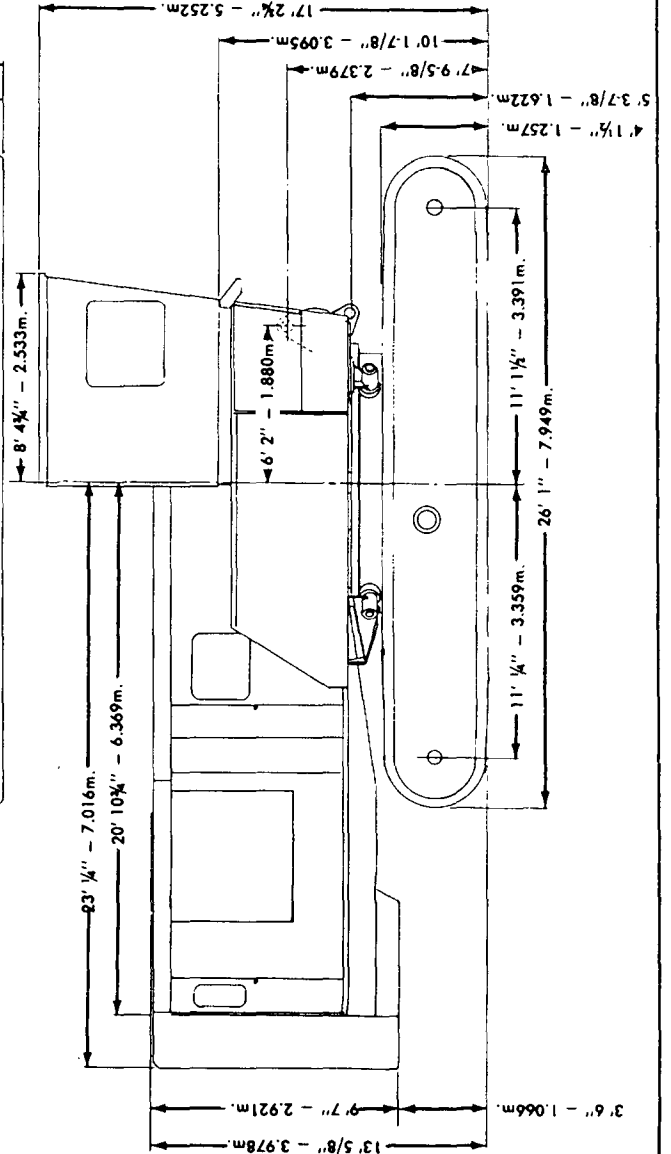 17' 2¾" – 5.252m.
10' 1-7/8" – 3.095m.
7' 9-5/8" – 2.379m.
5' 3-7/8" – 1.622m.
4' 1½" – 1.257m.
8' 4¾" – 2.533m.
6' 2" – 1.880m.
11' 1½" – 3.391m.
26' 1" – 7.949m.
11' ¼" – 3.359m.
23' ¼" – 7.016m.
20' 10¾" – 6.369m.
9' 7" – 2.921m.
3' 6" – 1.066m.
13' 5/8" – 3.978m.